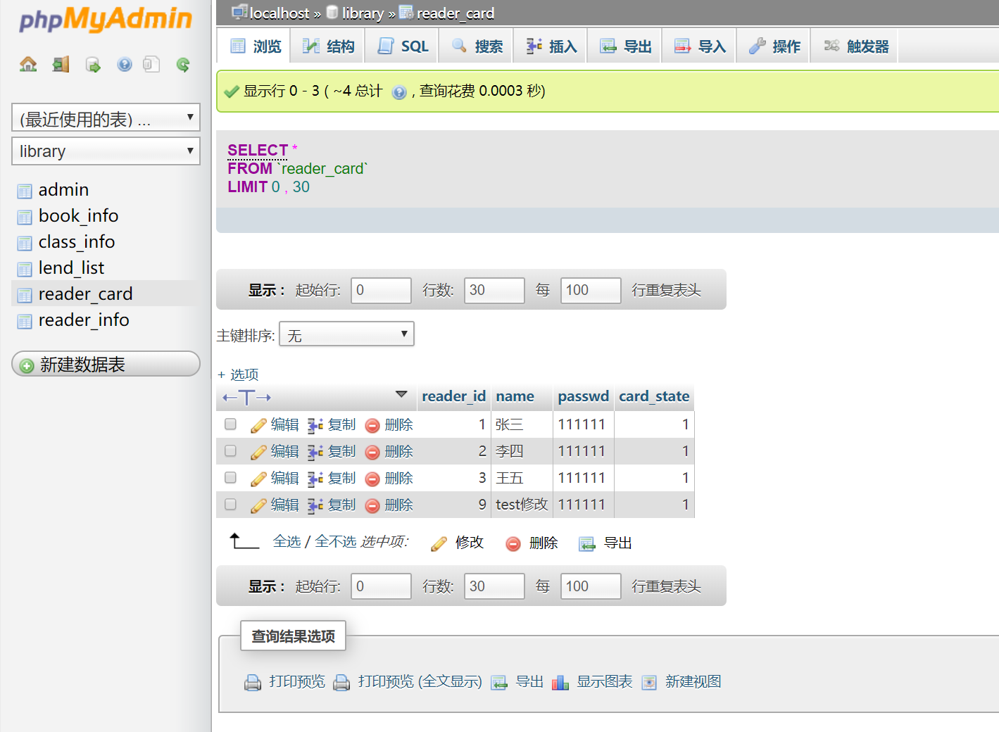 phpMyAdmin
(最近使用的表) ...
library
admin
book_info
class_info
lend_list
reader_card
reader_info
新建数据表
localhost » library » reader_card
浏览 结构 SQL 搜索 插入 导出 导入 操作 触发器
显示行 0 - 3 ( ~4 总计 , 查询花费 0.0003 秒)
SELECT *
FROM `reader_card`
LIMIT 0 , 30
显示 : 起始行: 0 行数: 30 每 100 行重复表头
主键排序: 无
+ 选项
←T→ reader_id name passwd card_state
编辑 复制 删除 1 张三 111111 1
编辑 复制 删除 2 李四 111111 1
编辑 复制 删除 3 王五 111111 1
编辑 复制 删除 9 test修改 111111 1
全选 / 全不选 选中项: 修改 删除 导出
显示 : 起始行: 0 行数: 30 每 100 行重复表头
查询结果选项
打印预览 打印预览 (全文显示) 导出 显示图表 新建视图